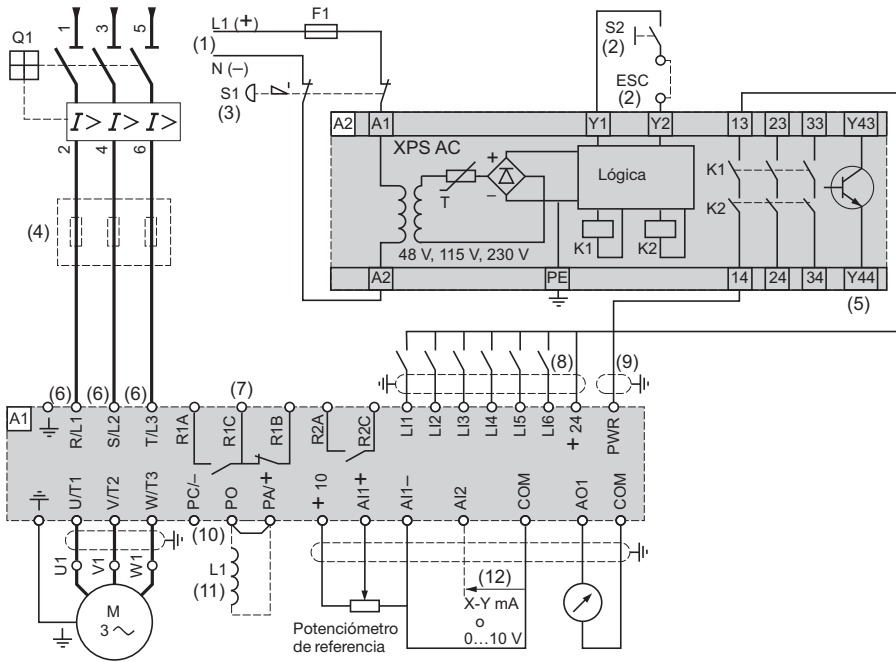 1 3 5
Q1
I> I> I>
2 4 6
(4)
L1 (+)
F1
(1)
N (–)
S1
(3)
S2
(2)
ESC
(2)
A2 A1 Y1 Y2 13 23 33 Y43
XPS AC
+
–
T
Lógica
K1
K2
K1 K2
48 V, 115 V, 230 V
A2 PE 14 24 34 Y44
(5)
(8)
(9)
(6) (6) (6) (7)
A1
R/L1 S/L2 T/L3 R1A R1C R1B R2A R2C LI1 LI2 LI3 LI4 LI5 LI6 +24 PWR
U/T1 V/T2 W/T3 PC/– PO PA/+ +10 AI1+ AI1– AI2 COM AO1 COM
(10)
U1 V1 W1
L1
(11)
(12)
X-Y mA
o
0...10 V
M
3 ~
Potenciómetro
de referencia